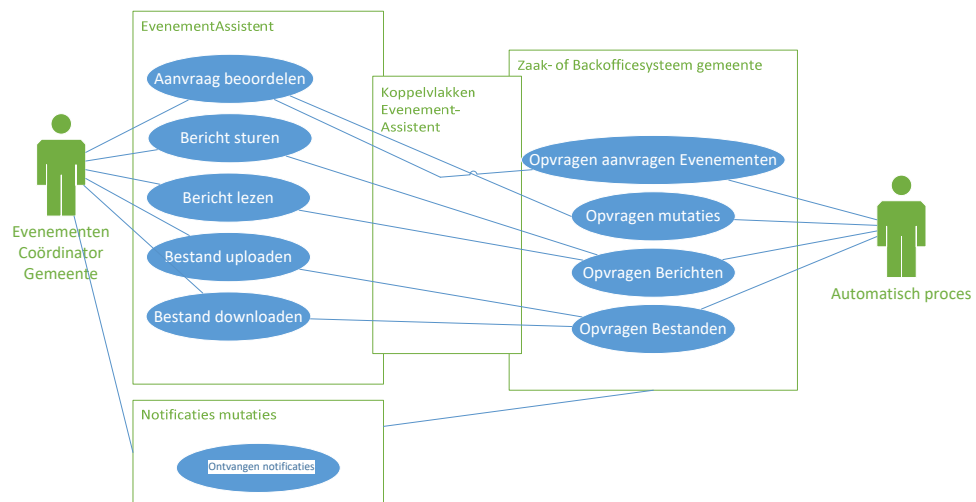 EvenementAssistent
Aanvraag beoordelen
Bericht sturen
Bericht lezen
Bestand uploaden
Bestand downloaden
Evenementen
Coördinator
Gemeente
Koppelvlakken
Evenement-
Assistent
Zaak- of Backofficesysteem gemeente
Opvragen aanvragen Evenementen
Opvragen mutaties
Opvragen Berichten
Opvragen Bestanden
Automatisch proces
Notificaties mutaties
Ontvangen notificaties